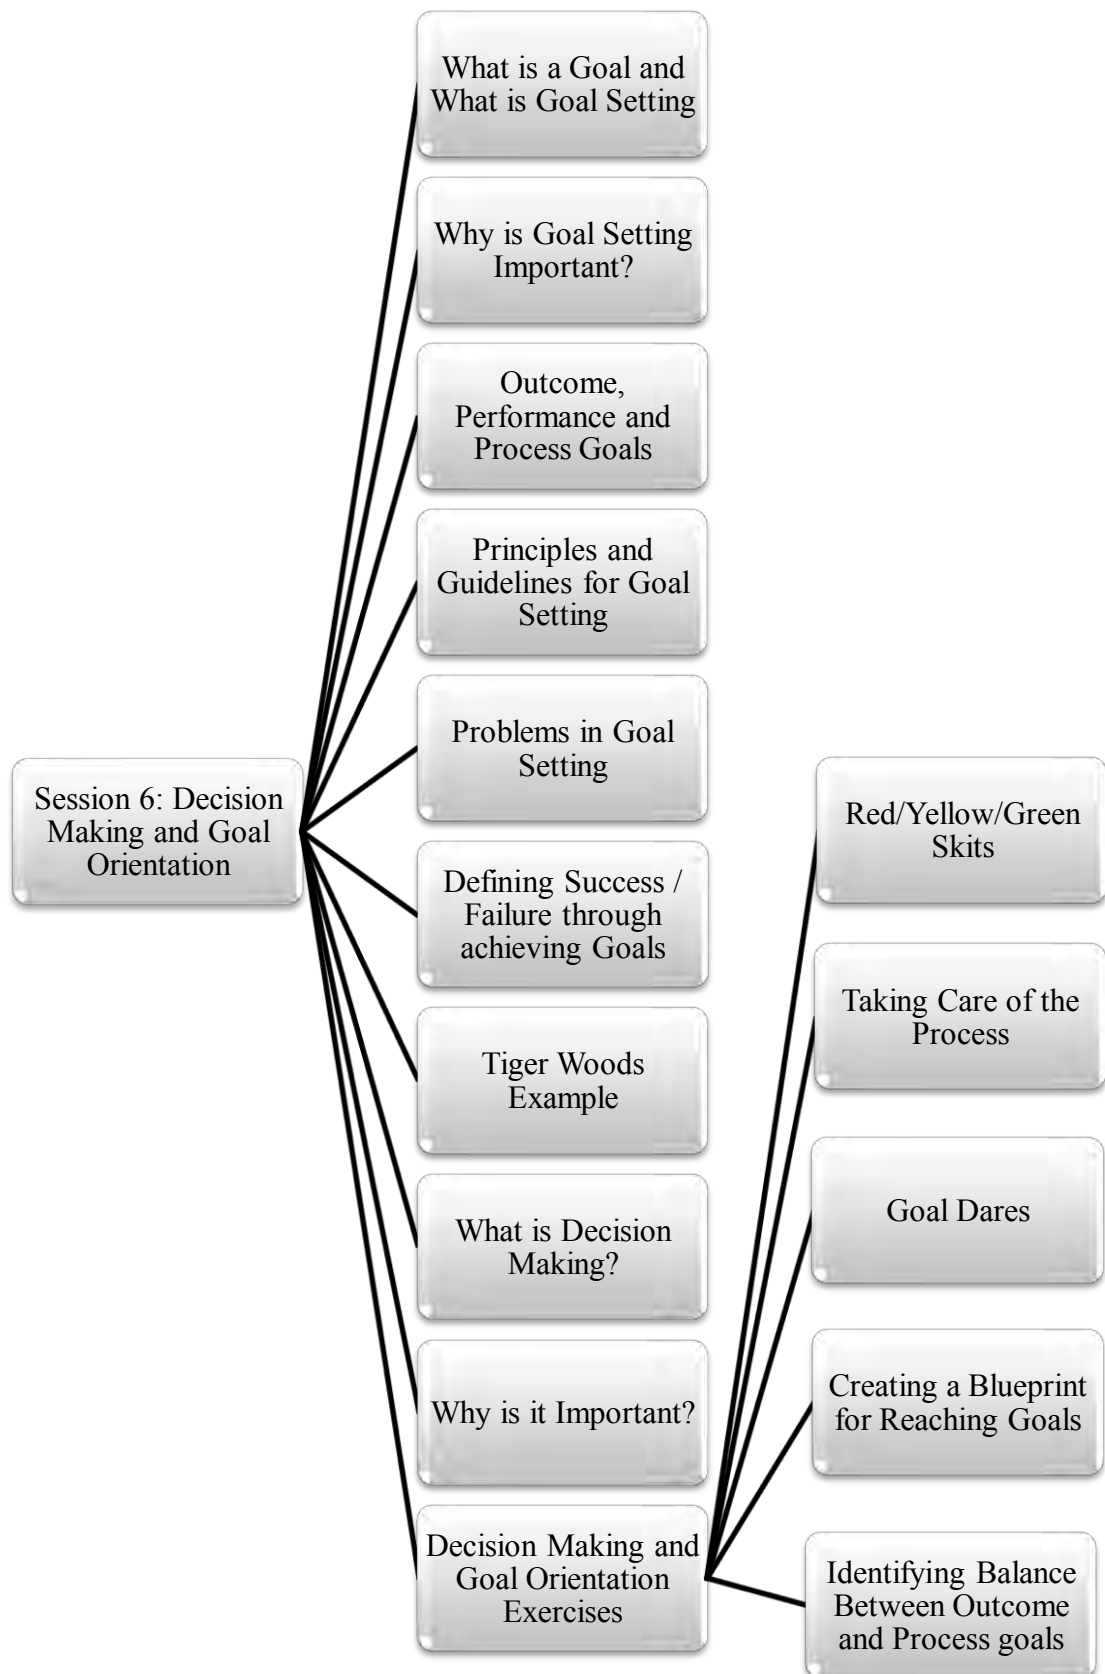 What is a Goal and
What is Goal Setting
Why is Goal Setting
Important?
Outcome,
Performance and
Process Goals
Principles and
Guidelines for Goal
Setting
Problems in Goal
Setting
Session 6: Decision
Making and Goal
Orientation
Defining Success /
Failure through
achieving Goals
Tiger Woods
Example
What is Decision
Making?
Why is it Important?
Decision Making and
Goal Orientation
Exercises
Red/Yellow/Green
Skits
Taking Care of the
Process
Goal Dares
Creating a Blueprint
for Reaching Goals
Identifying Balance
Between Outcome
and Process goals